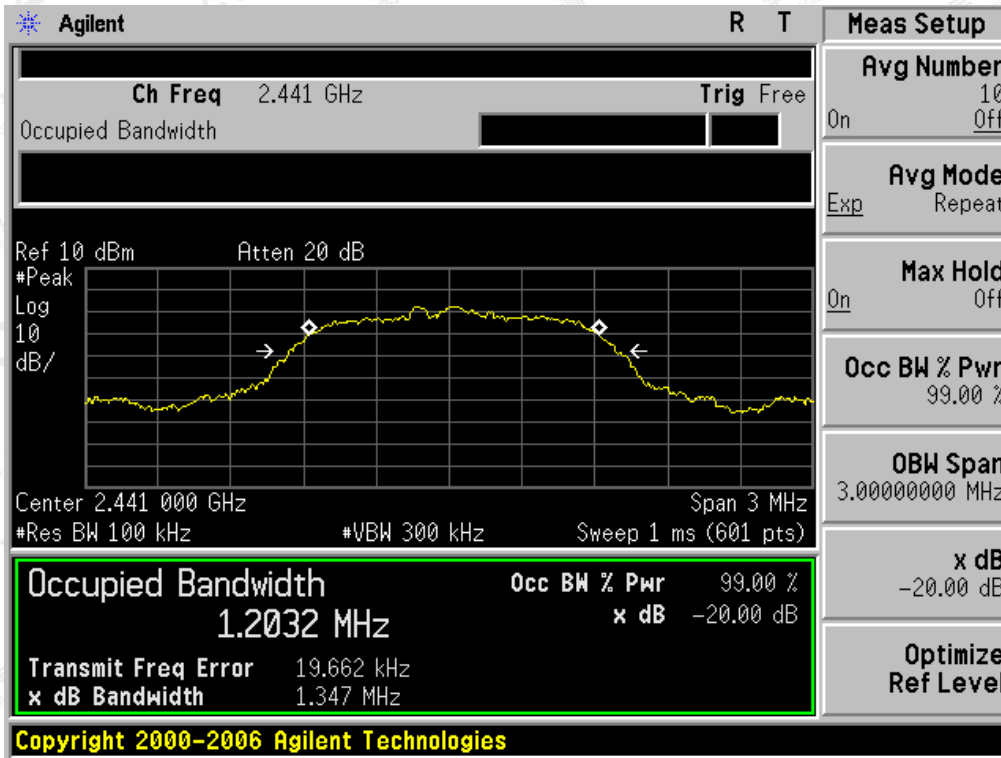 Agilent R T
Ch Freq 2.441 GHz Trig Free
Occupied Bandwidth
Ref 10 dBm Atten 20 dB
#Peak
Log
10
dB/
Center 2.441 000 GHz Span 3 MHz
#Res BW 100 kHz #VBW 300 kHz Sweep 1 ms (601 pts)
Occupied Bandwidth Occ BW % Pwr 99.00 %
1.2032 MHz x dB -20.00 dB
Transmit Freq Error 19.662 kHz
x dB Bandwidth 1.347 MHz
Copyright 2000-2006 Agilent Technologies
Meas Setup
Avg Number
10
On Off
Avg Mode
Exp Repeat
Max Hold
On Off
Occ BW % Pwr
99.00 %
OBW Span
3.00000000 MHz
x dB
-20.00 dB
Optimize
Ref Level